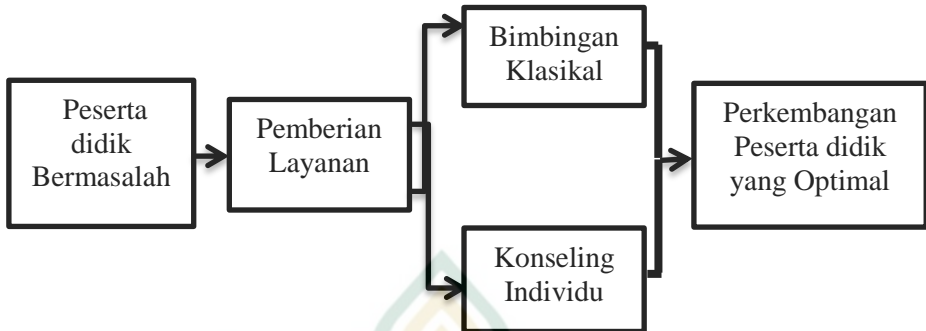 Peserta
didik
Bermasalah
Pemberian
Layanan
Bimbingan
Klasikal
Konseling
Individu
Perkembangan
Peserta didik
yang Optimal